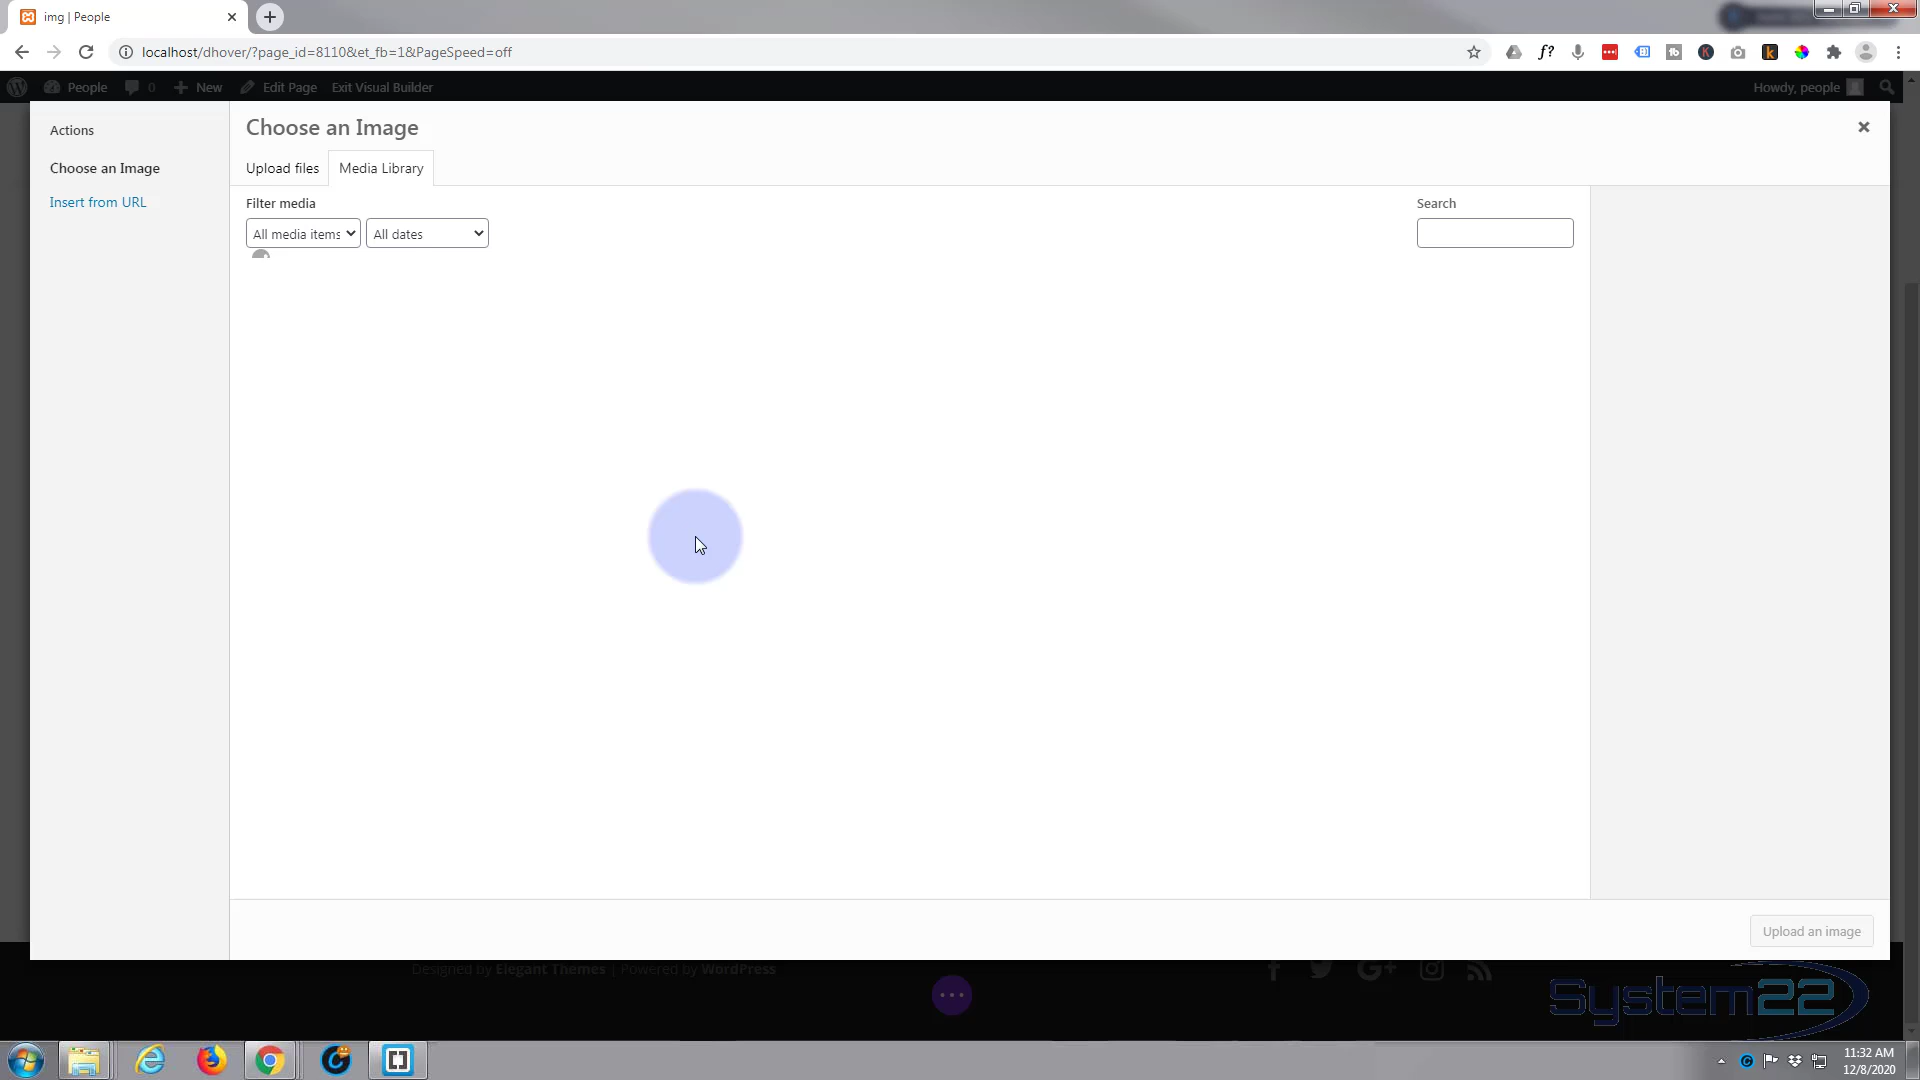 img | People
localhost/dhover/?page_id=8110&et_fb=1&PageSpeed=off
People 0 New Edit Page Exit Visual Builder Howdy, people
Actions
Choose an Image
Insert from URL
Choose an Image
Upload files Media Library
Filter media
All media items All dates
Search
Upload an image
Designed by Elegant Themes | Powered by WordPress
System22
11:32 AM
12/8/2020